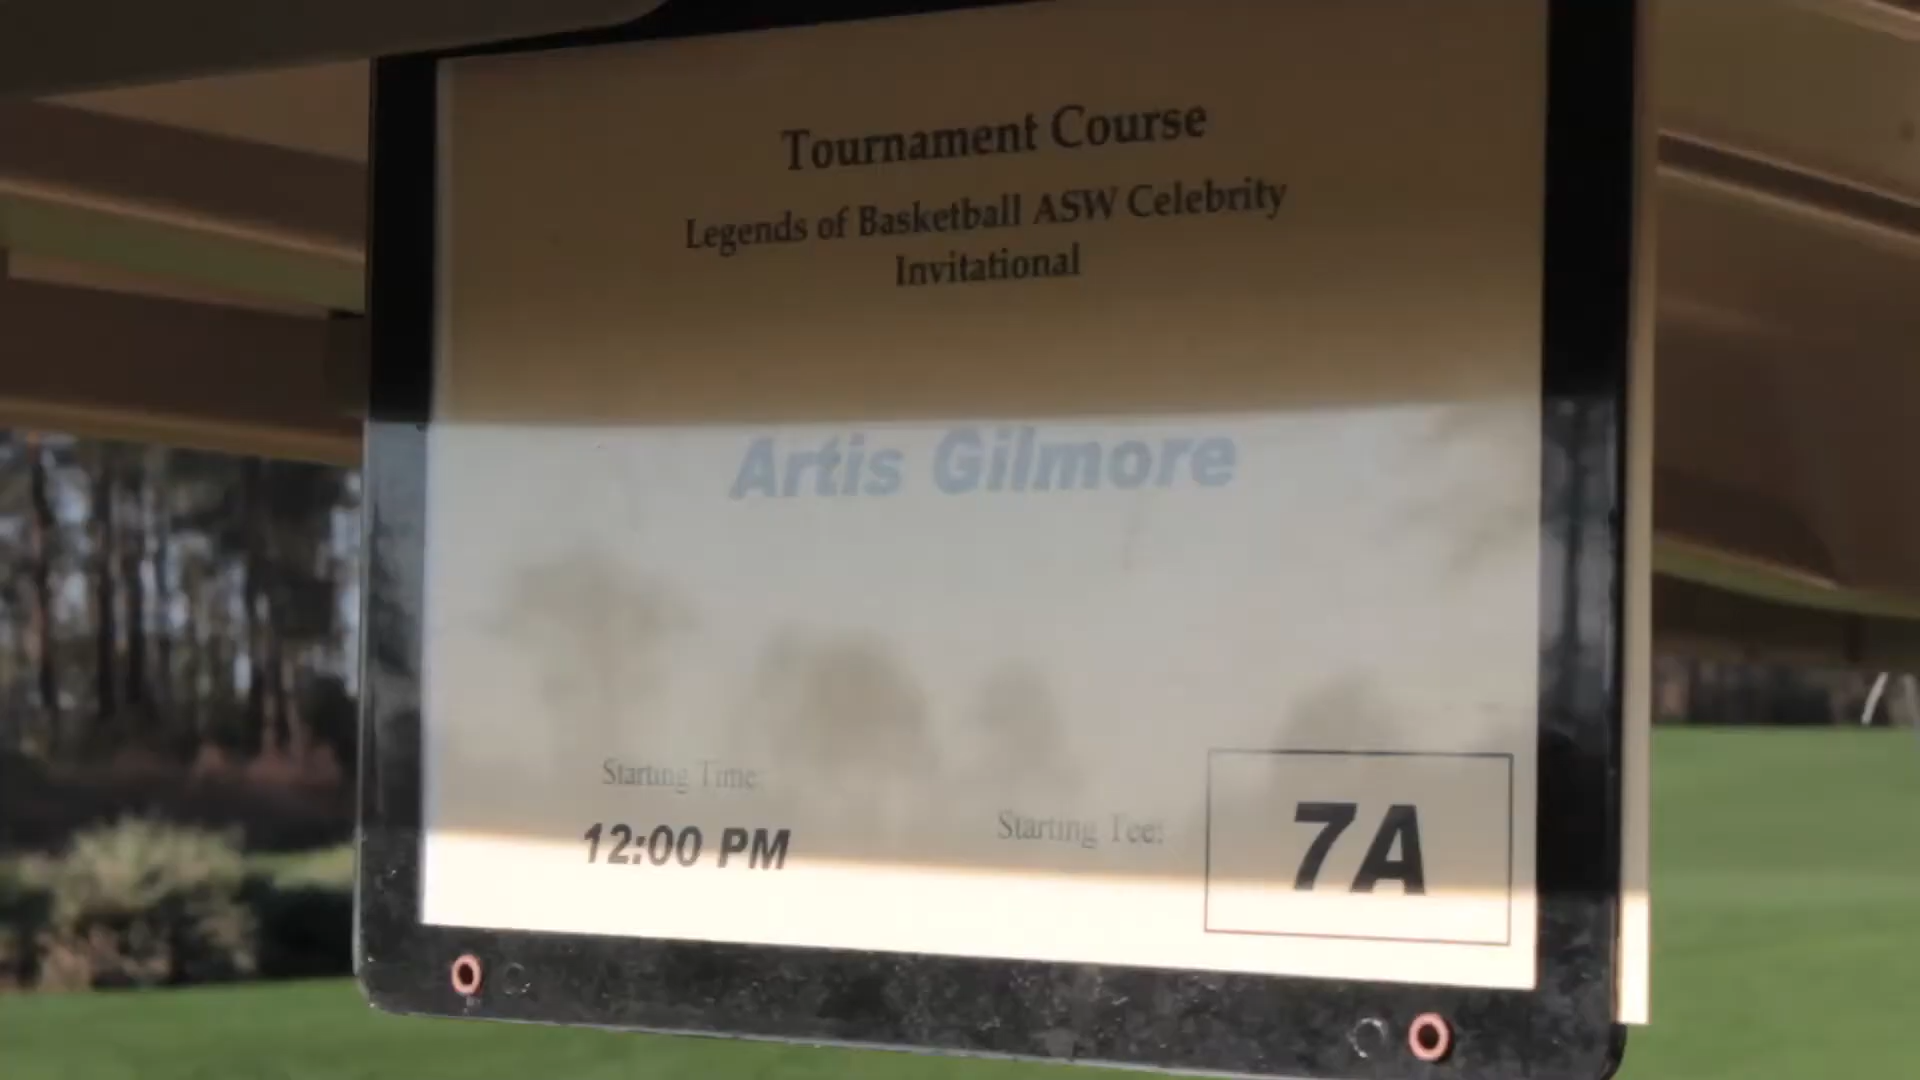 Tournament Course
Legends of Basketball ASW Celebrity
Invitational
Artis Gilmore
Starting Time:
12:00 PM
Starting Tee:
7A